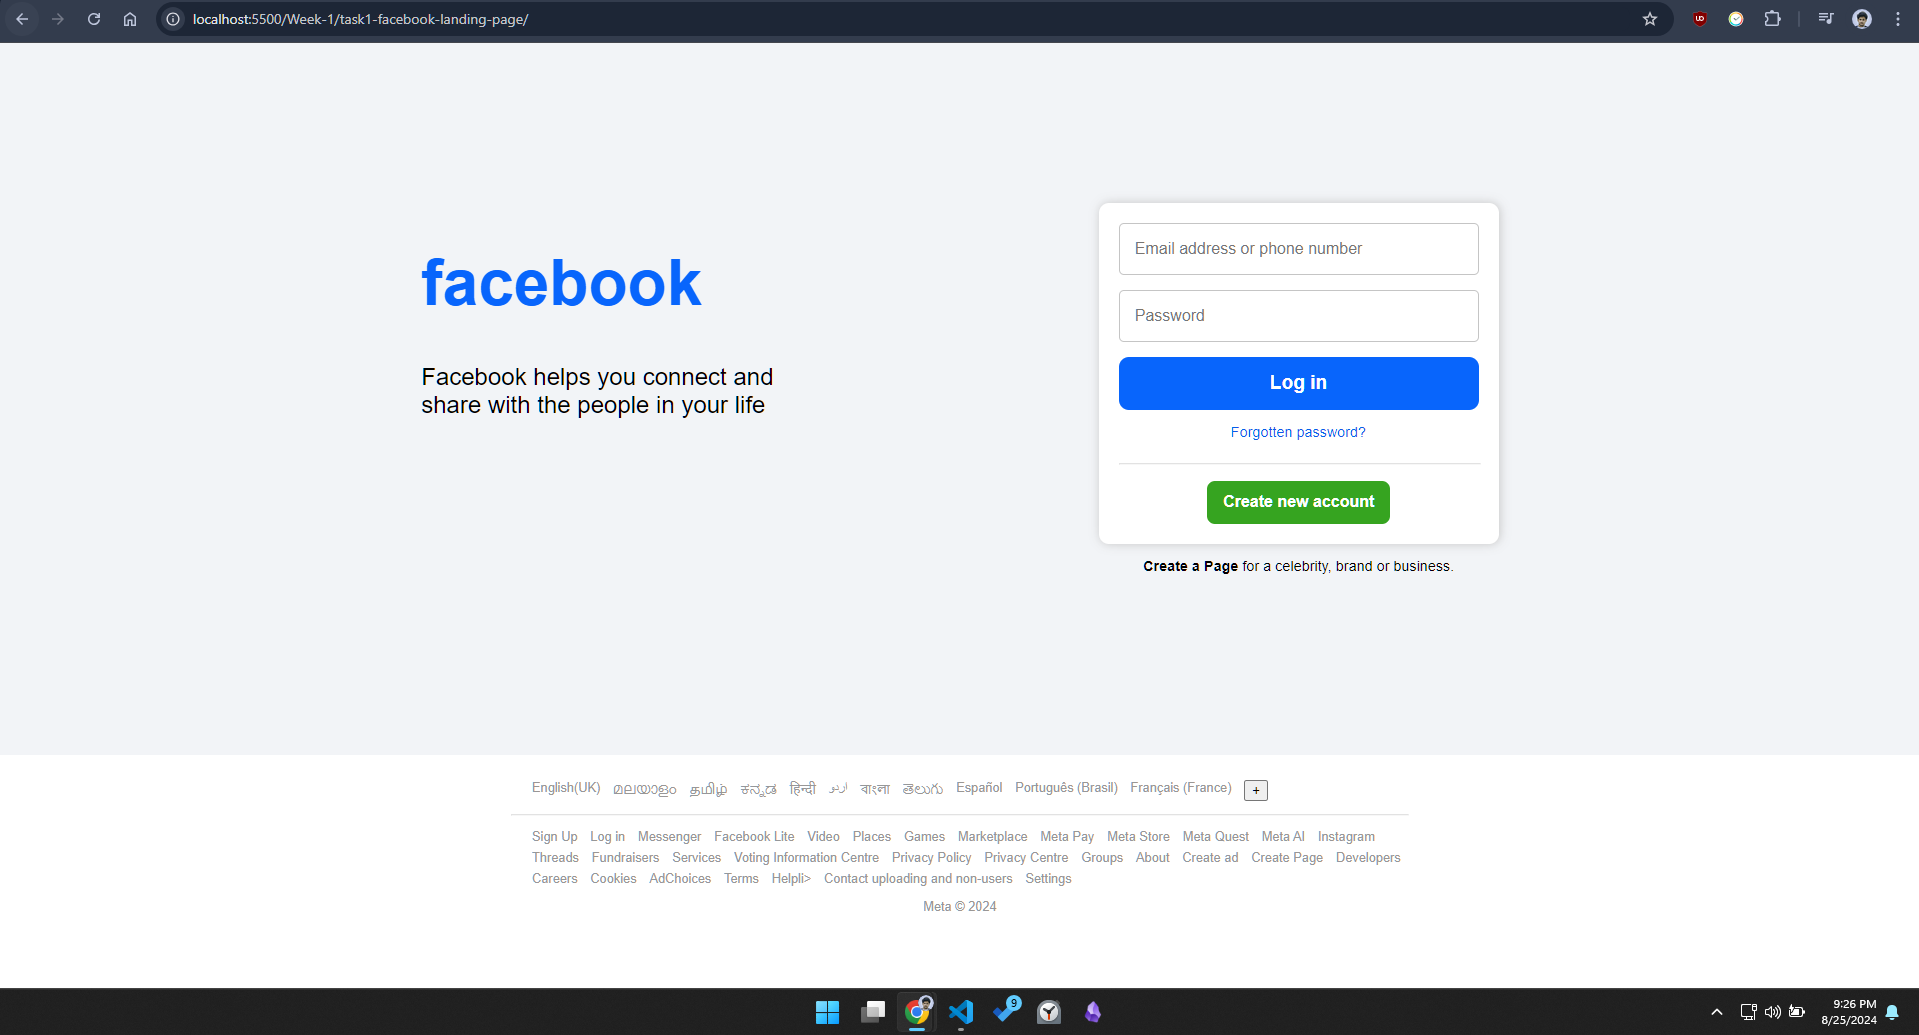 localhost:5500/Week-1/task1-facebook-landing-page/
facebook
Facebook helps you connect and
share with the people in your life
Email address or phone number
Password
Log in
Forgotten password?
Create new account
Create a Page for a celebrity, brand or business.
English(UK) മലയാളം தமிழ் ಕನ್ನಡ हिन्दी اردو বাংলা తెలుగు Español Português (Brasil) Français (France) +
Sign Up Log in Messenger Facebook Lite Video Places Games Marketplace Meta Pay Meta Store Meta Quest Meta AI Instagram
Threads Fundraisers Services Voting Information Centre Privacy Policy Privacy Centre Groups About Create ad Create Page Developers
Careers Cookies AdChoices Terms Helpli> Contact uploading and non-users Settings
Meta © 2024
9
9:26 PM
8/25/2024